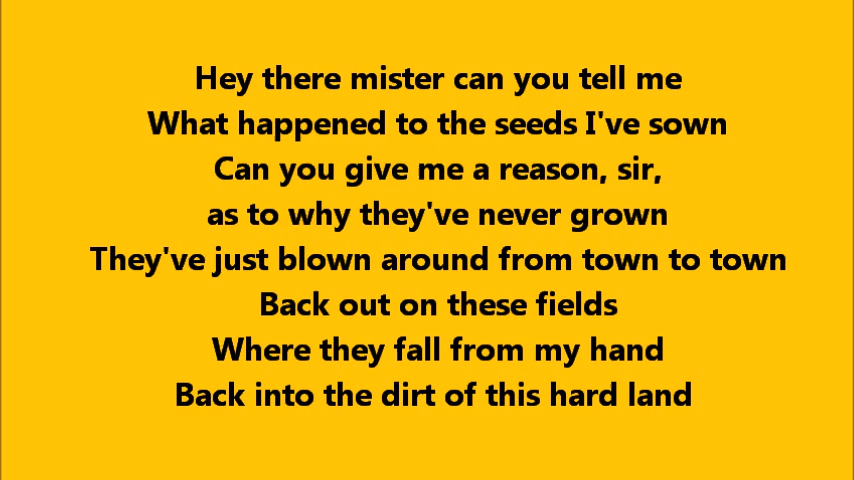 Hey there mister can you tell me
What happened to the seeds I've sown
Can you give me a reason, sir,
as to why they've never grown
They've just blown around from town to town
Back out on these fields
Where they fall from my hand
Back into the dirt of this hard land